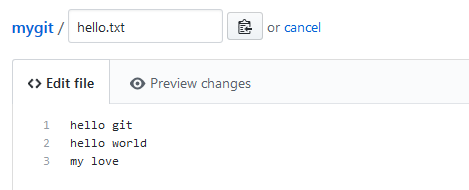 mygit / hello.txt or cancel
<> Edit file Preview changes
1 hello git
2 hello world
3 my love